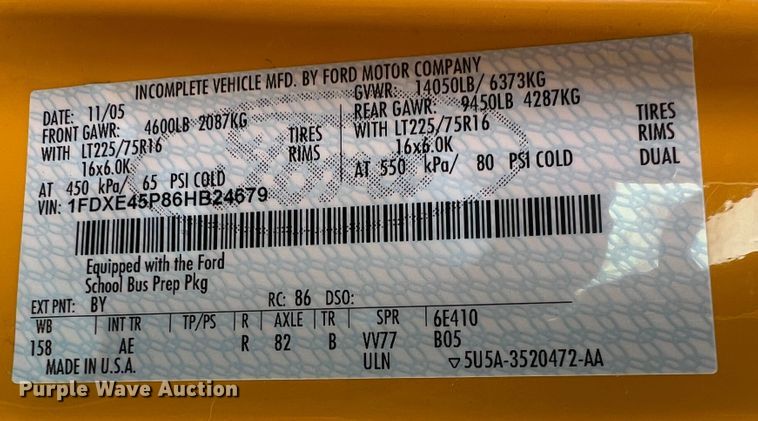 INCOMPLETE VEHICLE MFD. BY FORD MOTOR COMPANY
DATE: 11/05 GVWR: 14050LB/ 6373KG
FRONT GAWR: 4600LB 2087KG REAR GAWR: 9450LB 4287KG
WITH LT225/75R16 TIRES WITH LT225/75R16 TIRES
16x6.0K RIMS 16x6.0K RIMS
AT 450 kPa/ 65 PSI COLD AT 550 kPa/ 80 PSI COLD DUAL
VIN: 1FDXE45P86HB24679
Equipped with the Ford
School Bus Prep Pkg
EXT PNT: BY RC: 86 DSO:
WB INT TR TP/PS R AXLE TR SPR 6E410
158 AE R 82 B VV77 B05
MADE IN U.S.A. ULN ▽5U5A-3520472-AA
Ford
Purple Wave Auction